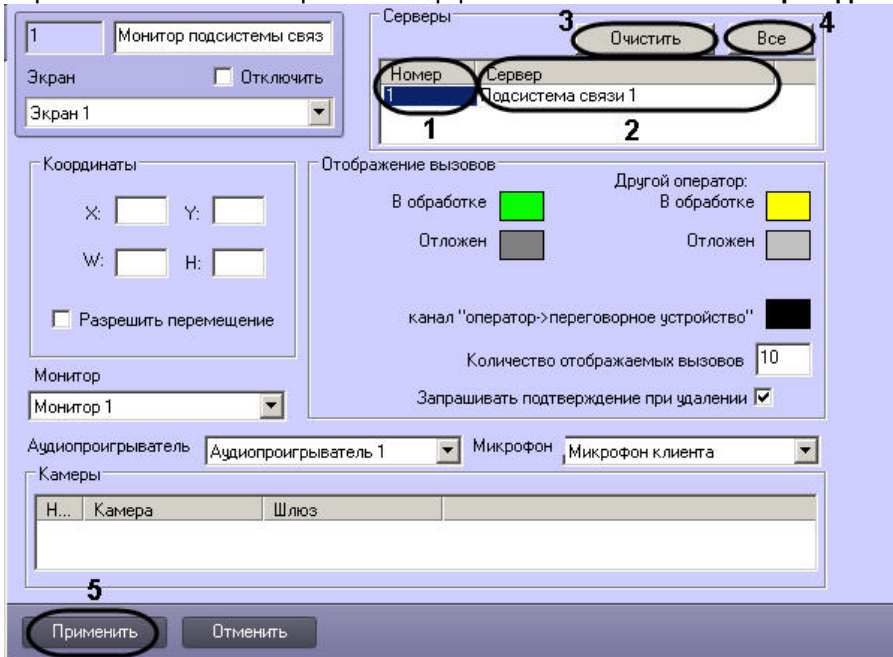 1 Монитор подсистемы связ
Экран Отключить
Экран 1
Серверы
3 4
Очистить Все
Номер Сервер
1 Подсистема связи 1
1 2
Координаты
X: Y:
W: H:
Разрешить перемещение
Отображение вызовов
Другой оператор:
В обработке В обработке
Отложен Отложен
канал "оператор->переговорное устройство"
Количество отображаемых вызовов 10
Запрашивать подтверждение при удалении
Монитор
Монитор 1
Аудиопроигрыватель Аудиопроигрыватель 1 Микрофон Микрофон клиента
Камеры
Н... Камера Шлюз
5
Применить Отменить